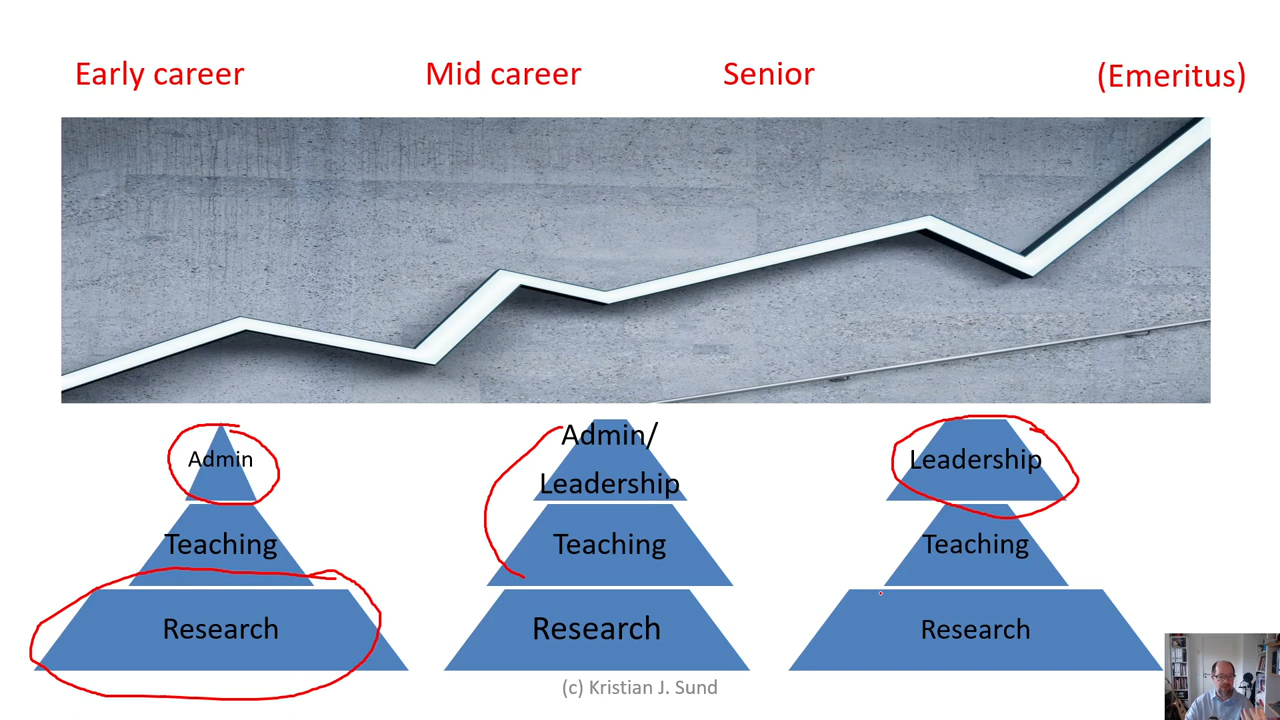 Early career
Mid career
Senior
(Emeritus)
Admin
Teaching
Research
Admin/
Leadership
Teaching
Research
Leadership
Teaching
Research
(c) Kristian J. Sund